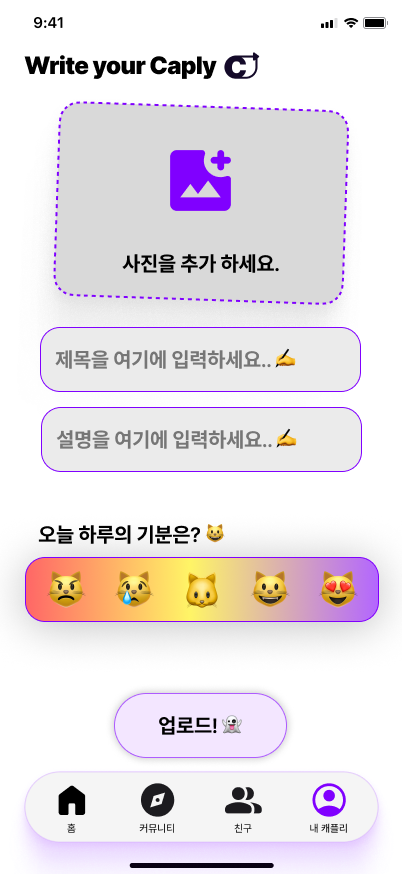 9:41
Write your Caply
사진을 추가 하세요.
제목을 여기에 입력하세요.. ✍️
설명을 여기에 입력하세요.. ✍️
오늘 하루의 기분은? 😺
업로드! 👻
홈
커뮤니티
친구
내 캐플리